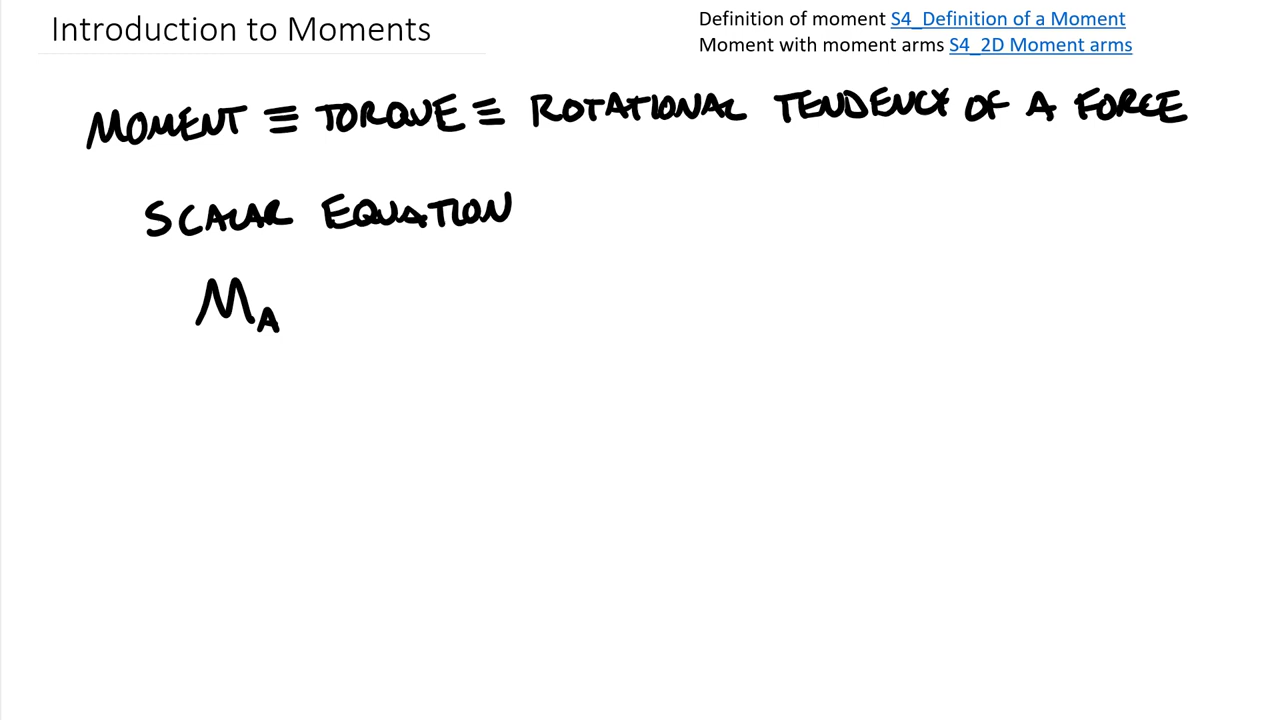 Introduction to Moments
Definition of moment S4_Definition of a Moment
Moment with moment arms S4_2D Moment arms
MOMENT ≡ TORQUE ≡ ROTATIONAL TENDENCY OF A FORCE
SCALAR EQUATION
M_A